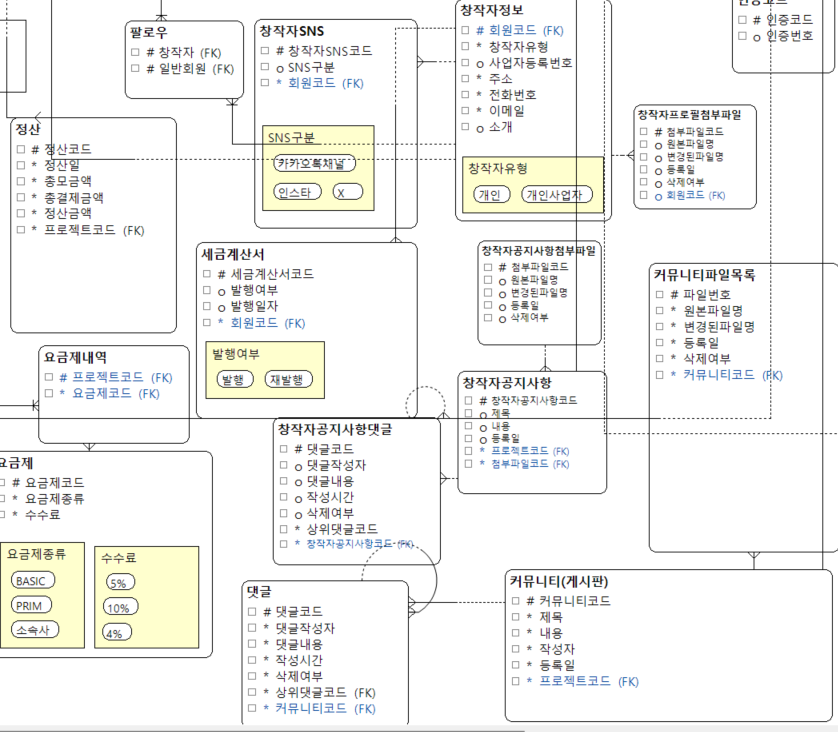 팔로우
# 창작자 (FK)
# 일반회원 (FK)
창작자SNS
# 창작자SNS코드
o SNS구분
* 회원코드 (FK)
SNS구분
카카오톡채널
인스타
X
창작자정보
# 회원코드 (FK)
* 창작자유형
o 사업자등록번호
* 주소
* 전화번호
* 이메일
o 소개
창작자유형
개인
개인사업자
# 인증코드
o 인증번호
창작자프로필첨부파일
# 첨부파일코드
o 원본파일명
o 변경된파일명
o 등록일
o 삭제여부
o 회원코드 (FK)
정산
# 정산코드
* 정산일
* 총모금액
* 총결제금액
* 정산금액
* 프로젝트코드 (FK)
세금계산서
# 세금계산서코드
o 발행여부
o 발행일자
* 회원코드 (FK)
발행여부
발행
재발행
창작자공지사항첨부파일
# 첨부파일코드
o 원본파일명
o 변경된파일명
o 등록일
o 삭제여부
커뮤니티파일목록
# 파일번호
* 원본파일명
* 변경된파일명
* 등록일
* 삭제여부
* 커뮤니티코드 (FK)
요금제내역
# 프로젝트코드 (FK)
* 요금제코드 (FK)
창작자공지사항
# 창작자공지사항코드
o 제목
o 내용
o 등록일
* 프로젝트코드 (FK)
* 첨부파일코드 (FK)
창작자공지사항댓글
# 댓글코드
o 댓글작성자
o 댓글내용
o 작성시간
o 삭제여부
* 상위댓글코드
* 창작자공지사항코드 (FK)
요금제
# 요금제코드
* 요금제종류
* 수수료
요금제종류
BASIC
PRIM
소속사
수수료
5%
10%
4%
댓글
# 댓글코드
* 댓글작성자
* 댓글내용
* 작성시간
* 삭제여부
* 상위댓글코드 (FK)
* 커뮤니티코드 (FK)
커뮤니티(게시판)
# 커뮤니티코드
* 제목
* 내용
* 작성자
* 등록일
* 프로젝트코드 (FK)